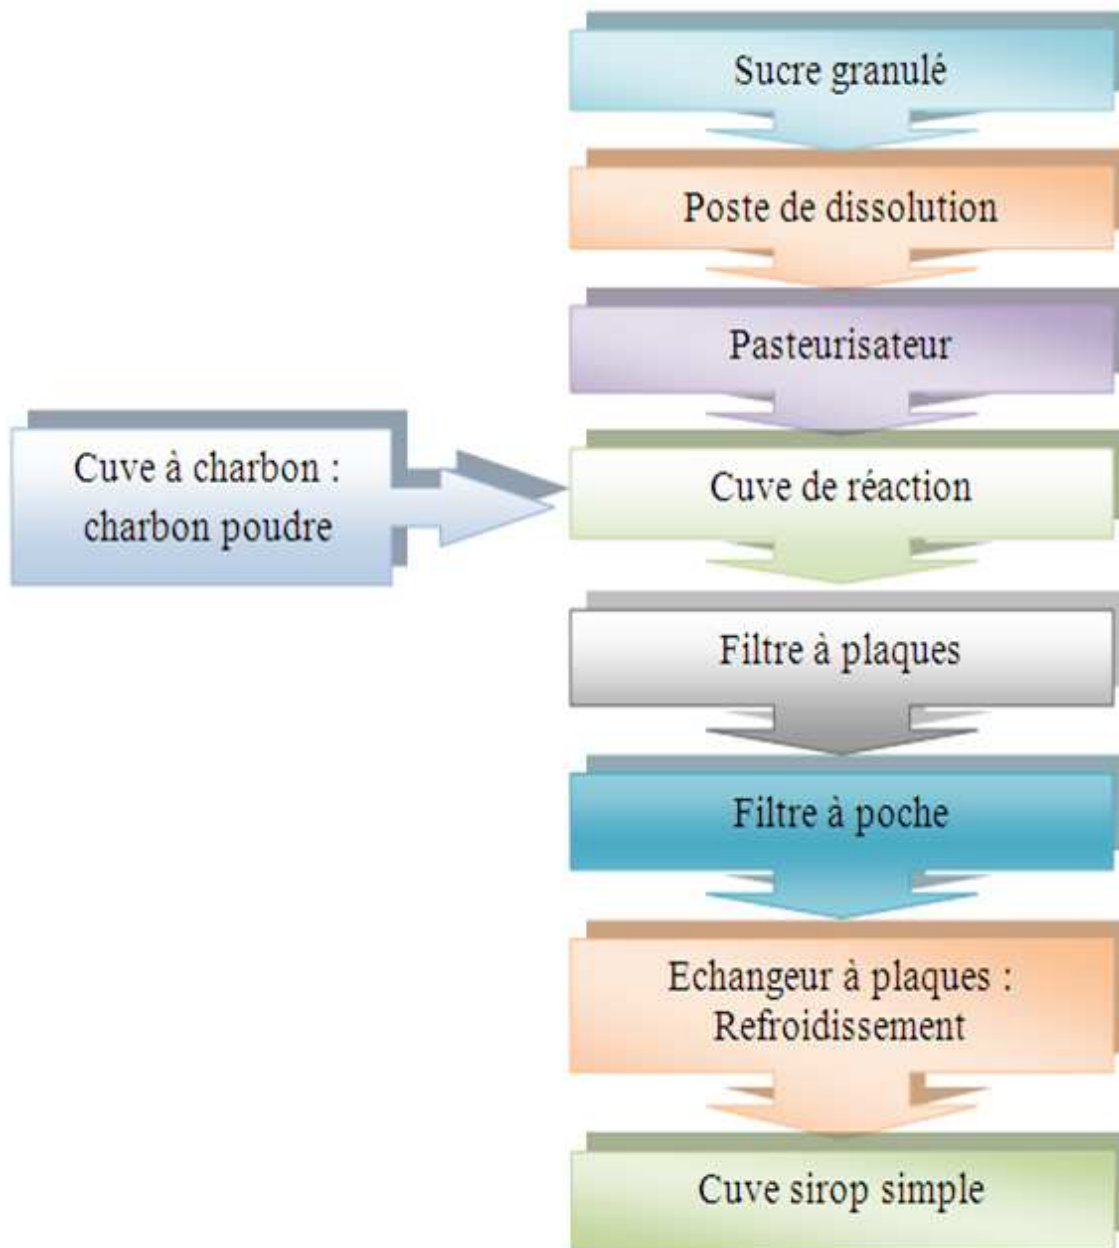 Sucre granulé
Poste de dissolution
Pasteurisateur
Cuve à charbon :
charbon poudre
Cuve de réaction
Filtre à plaques
Filtre à poche
Echangeur à plaques :
Refroidissement
Cuve sirop simple